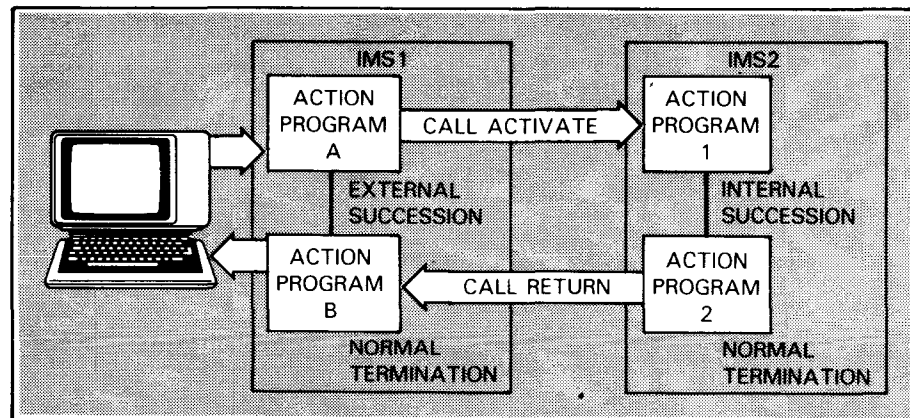 IMS1
IMS2
ACTION
PROGRAM
A
CALL ACTIVATE
ACTION
PROGRAM
1
EXTERNAL
SUCCESSION
INTERNAL
SUCCESSION
ACTION
PROGRAM
B
CALL RETURN
ACTION
PROGRAM
2
NORMAL
TERMINATION
NORMAL
TERMINATION